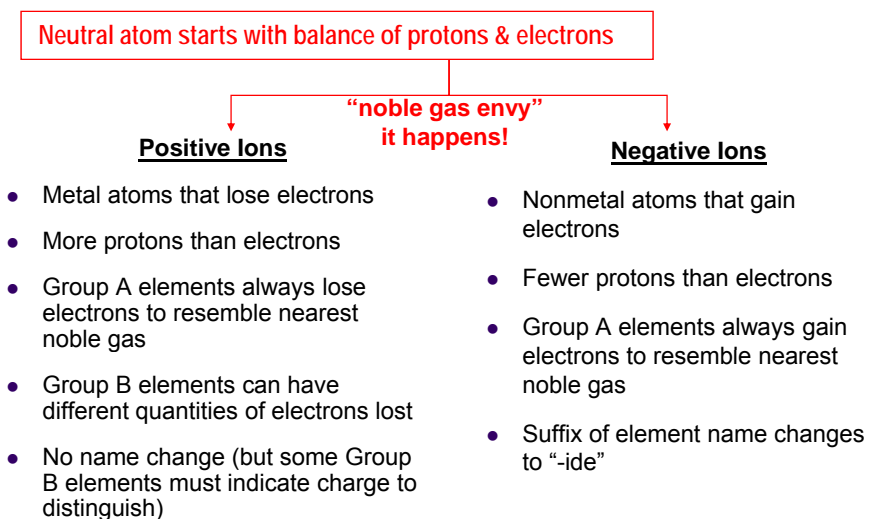 Neutral atom starts with balance of protons & electrons
“noble gas envy”
it happens!
Positive Ions
● Metal atoms that lose electrons
● More protons than electrons
● Group A elements always lose
electrons to resemble nearest
noble gas
● Group B elements can have
different quantities of electrons lost
● No name change (but some Group
B elements must indicate charge to
distinguish)
Negative Ions
● Nonmetal atoms that gain
electrons
● Fewer protons than electrons
● Group A elements always gain
electrons to resemble nearest
noble gas
● Suffix of element name changes
to “-ide”